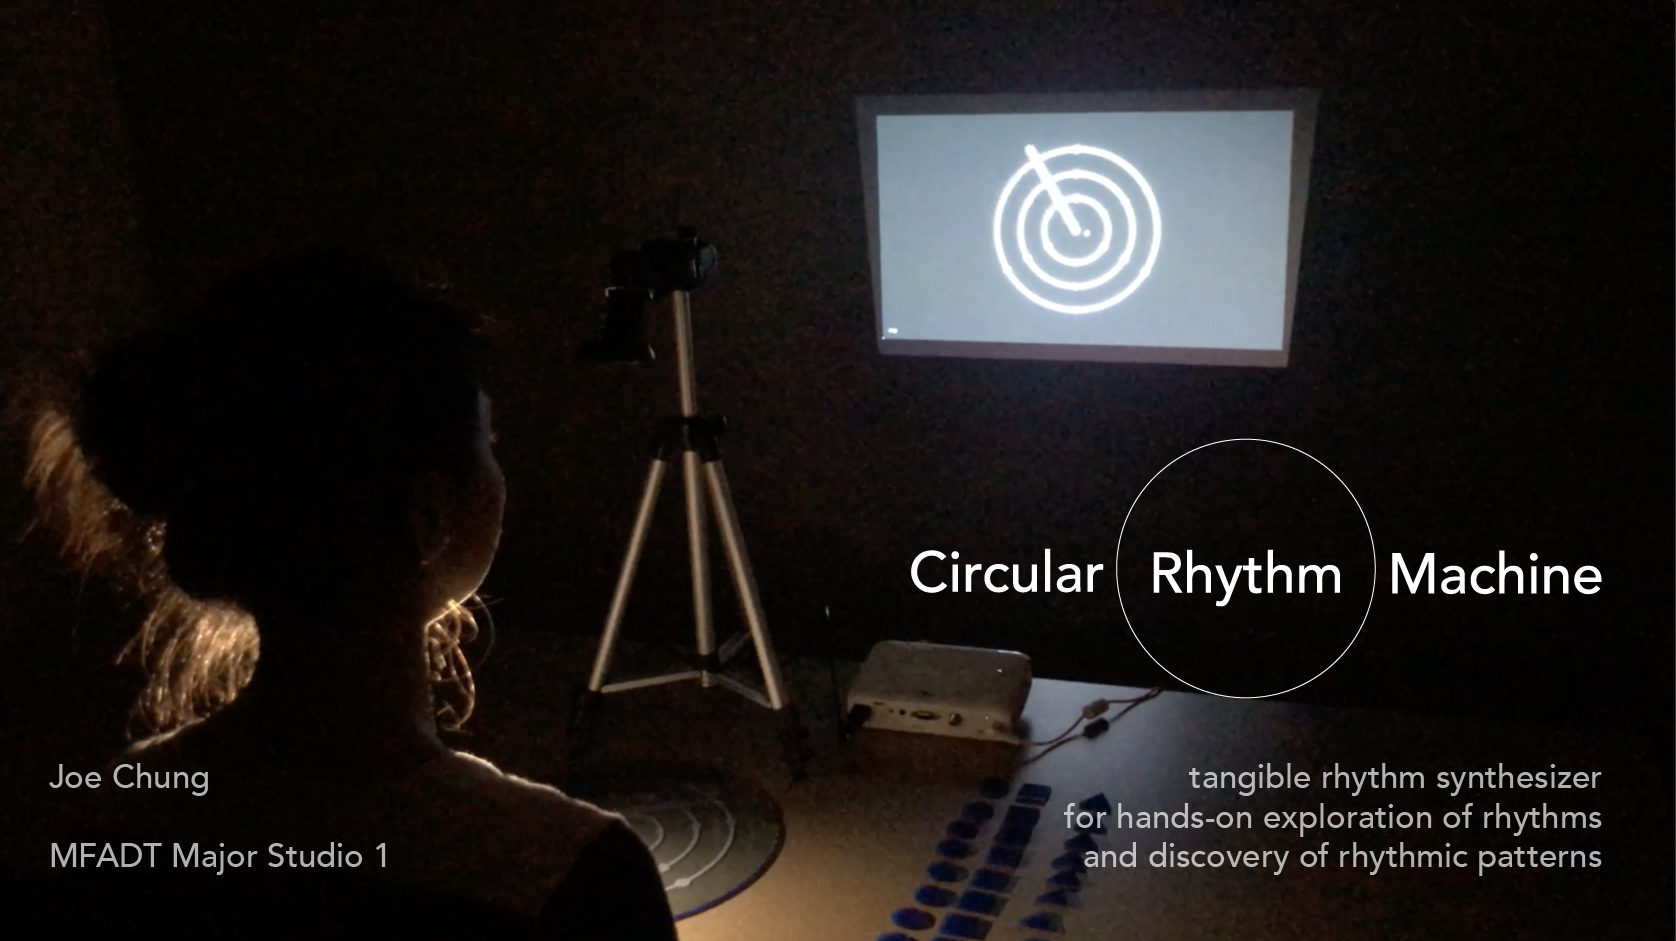 Circular Rhythm Machine
Joe Chung
MFADT Major Studio 1
tangible rhythm synthesizer
for hands-on exploration of rhythms
and discovery of rhythmic patterns